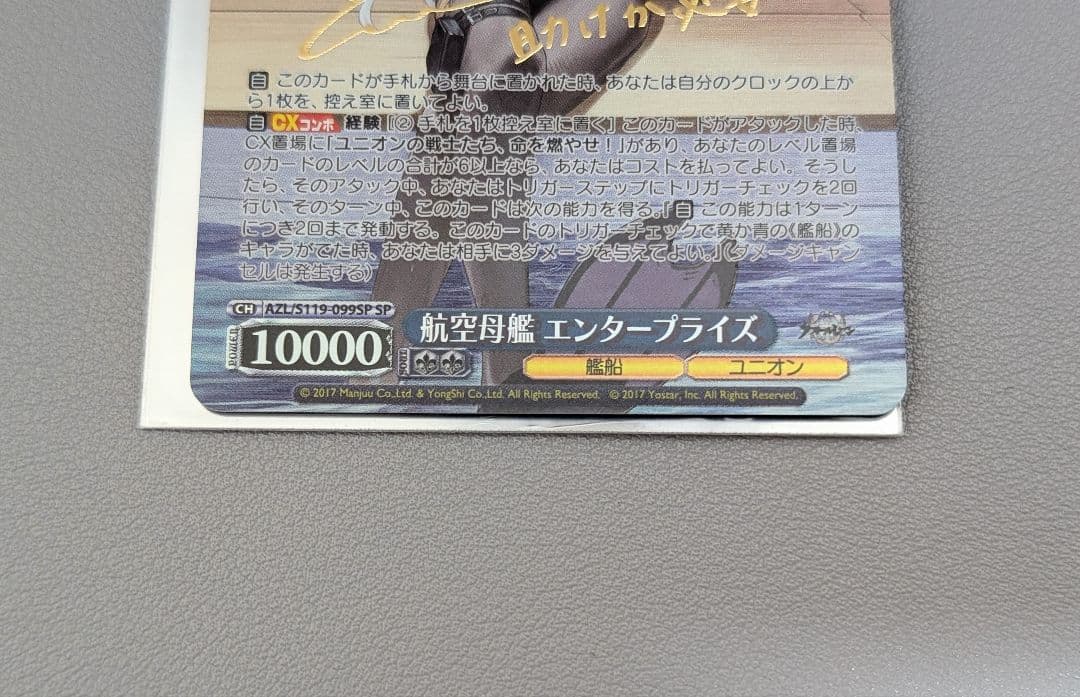 助けが必
自 このカードが手札から舞台に置かれた時、あなたは自分のクロックの上か
ら1枚を、控え室に置いてよい。
自 CXコンボ 経験 [② 手札を1枚控え室に置く] このカードがアタックした時、
CX置場に「ユニオンの戦士たち、命を燃やせ！」があり、あなたのレベル置場
のカードのレベルの合計が6以上なら、あなたはコストを払ってよい。そうし
たら、そのアタック中、あなたはトリガーステップにトリガーチェックを2回
行い、そのターン中、このカードは次の能力を得る。「自 この能力は1ターン
につき2回まで発動する。このカードのトリガーチェックで黄か青の《艦船》の
キャラがでた時、あなたは相手に3ダメージを与えてよい。」（ダメージキャン
セルは発生する）
CH AZL/S119-099SP SP
POWER 10000 SOUL 航空母艦 エンタープライズ アズールレーン
艦船 ユニオン
© 2017 Manjuu Co.,Ltd. & YongShi Co.,Ltd. All Rights Reserved. © 2017 Yostar, Inc. All Rights Reserved.